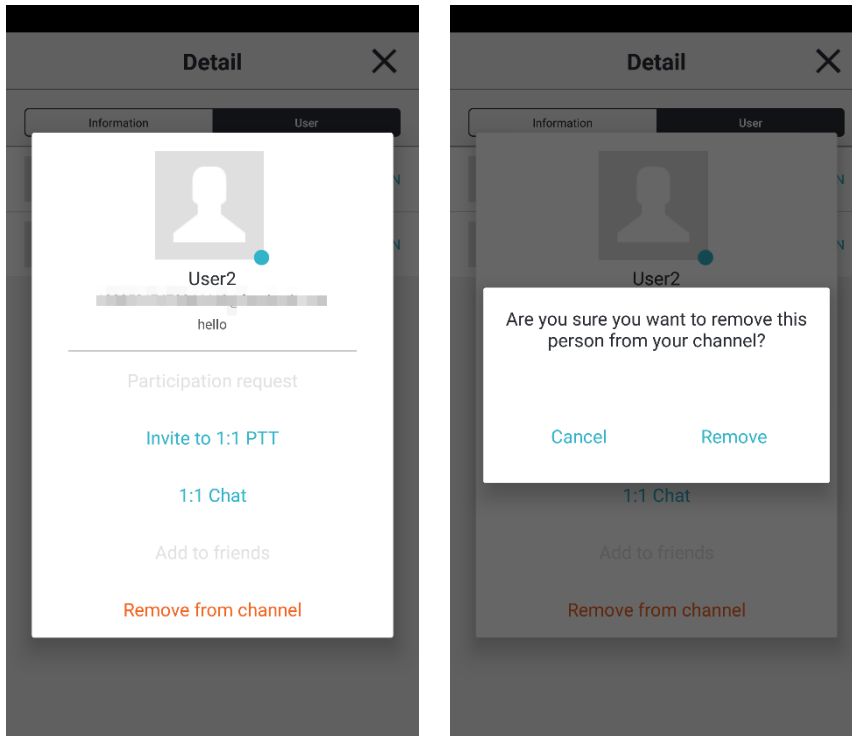 Detail
Information
User
N
N
User2
hello
Participation request
Invite to 1:1 PTT
1:1 Chat
Add to friends
Remove from channel
Detail
Information
User
N
N
User2
Are you sure you want to remove this
person from your channel?
Cancel
Remove
1:1 Chat
Add to friends
Remove from channel